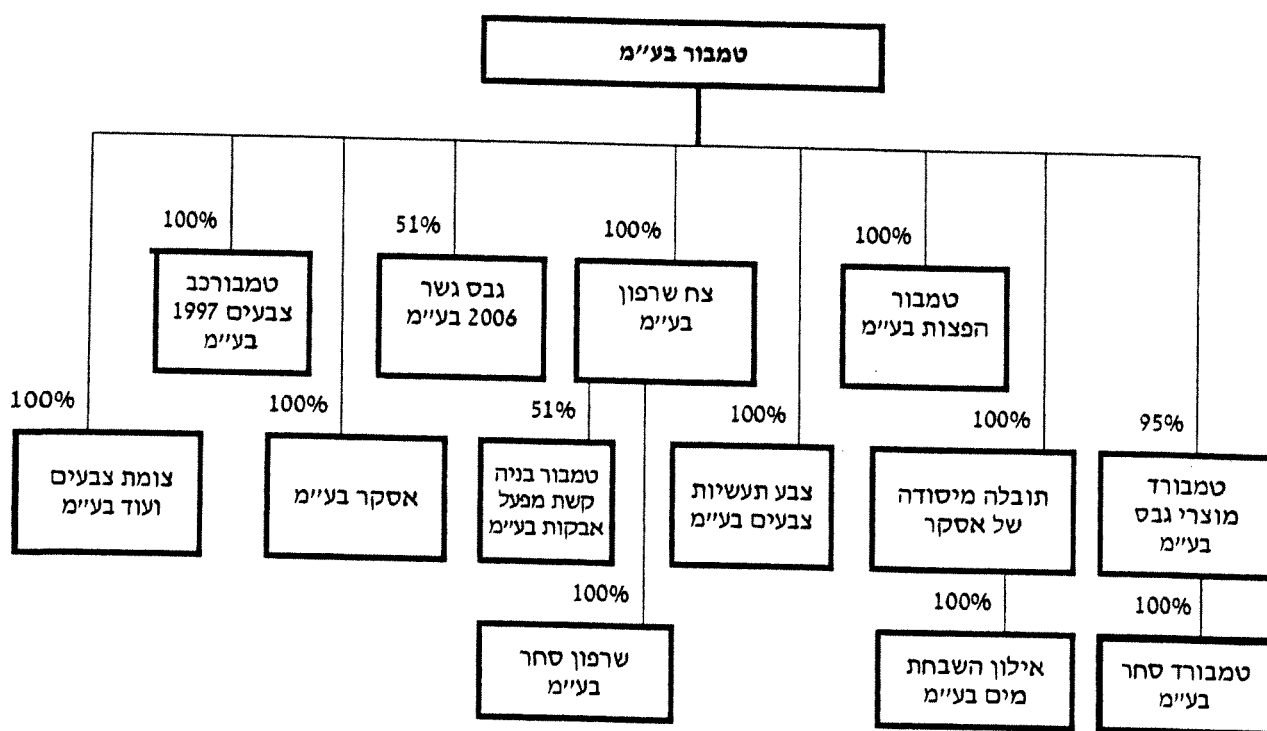 טמבור בע״מ
100%
51%
100%
100%
טמבורכב
צבעים 1997
בע״מ
גבס גשר
2006 בע״מ
צח שרפון
בע״מ
טמבור
הפצות בע״מ
100%
100%
51%
100%
100%
95%
צומת צבעים
ועוד בע״מ
אסקר בע״מ
טמבור בניה
קשת מפעל
אבקות בע״מ
צבע תעשיות
צבעים בע״מ
תובלה מיסודה
של אסקר
טמבורד
מוצרי גבס
בע״מ
100%
100%
100%
שרפון סחר
בע״מ
אילון השבחת
מים בע״מ
טמבורד סחר
בע״מ